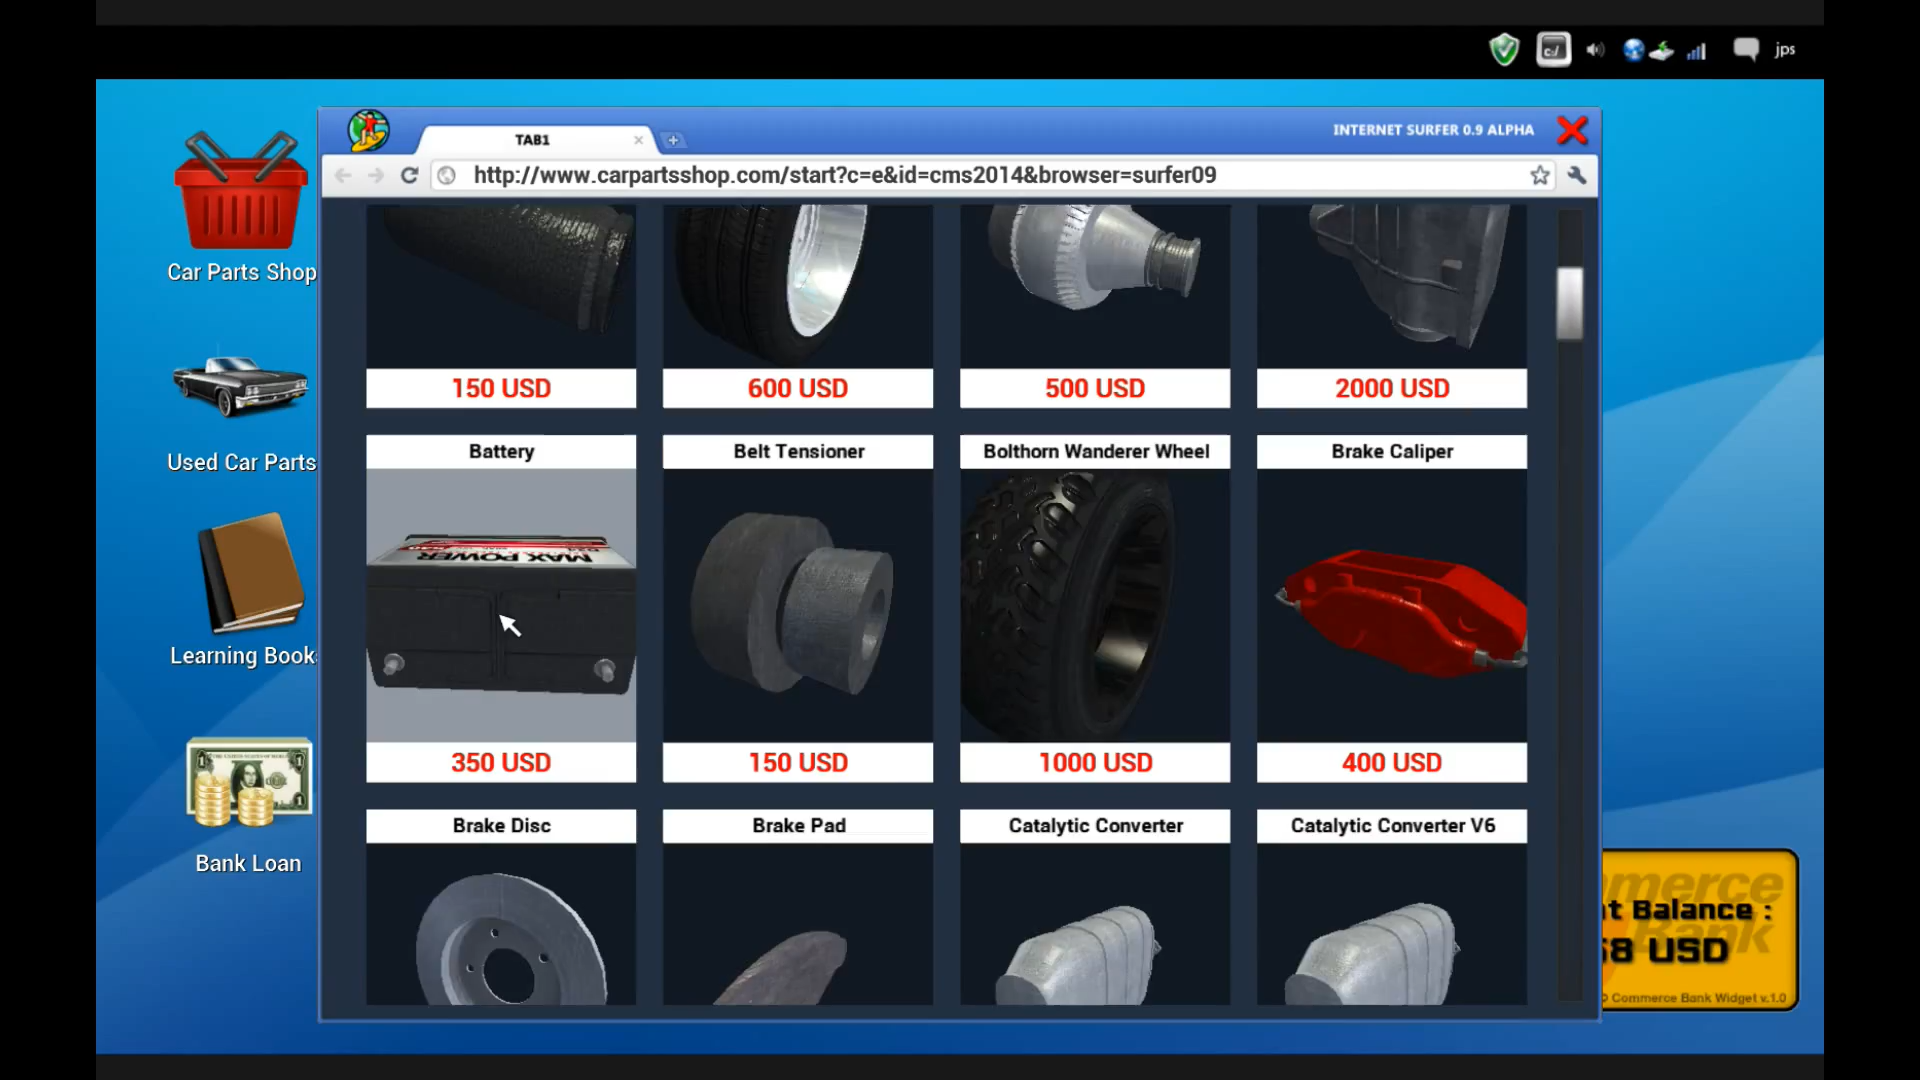 jps
TAB1
INTERNET SURFER 0.9 ALPHA
http://www.carpartsshop.com/start?c=e&id=cms2014&browser=surfer09
Car Parts Shop
150 USD
600 USD
500 USD
2000 USD
Battery
Belt Tensioner
Bolthorn Wanderer Wheel
Brake Caliper
Used Car Parts
MAX POWER
Learning Book
350 USD
150 USD
1000 USD
400 USD
Brake Disc
Brake Pad
Catalytic Converter
Catalytic Converter V6
Bank Loan
t Balance :
Bank
8 USD
Commerce Bank Widget v.1.0